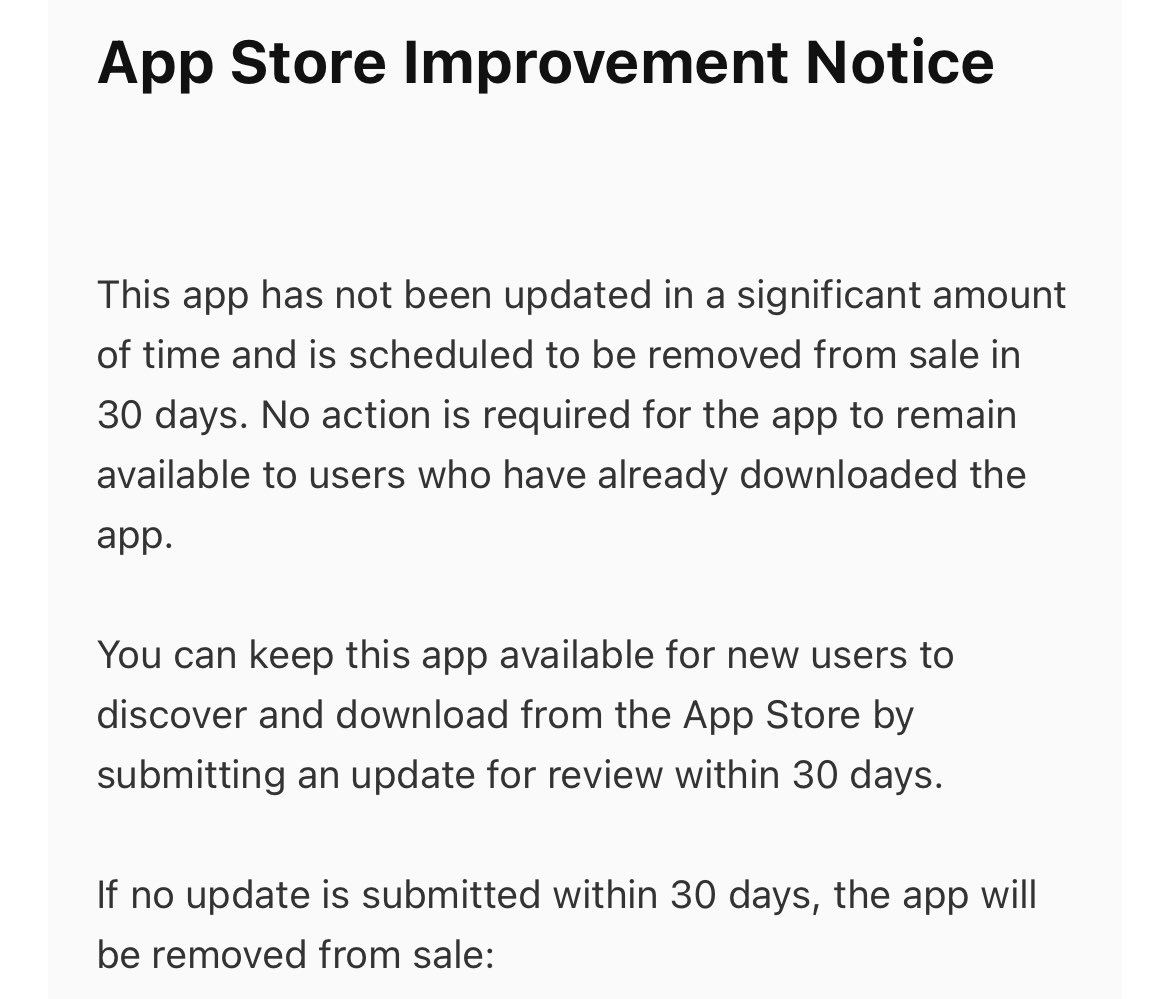 App Store Improvement Notice
This app has not been updated in a significant amount
of time and is scheduled to be removed from sale in
30 days. No action is required for the app to remain
available to users who have already downloaded the
app.
You can keep this app available for new users to
discover and download from the App Store by
submitting an update for review within 30 days.
If no update is submitted within 30 days, the app will
be removed from sale: